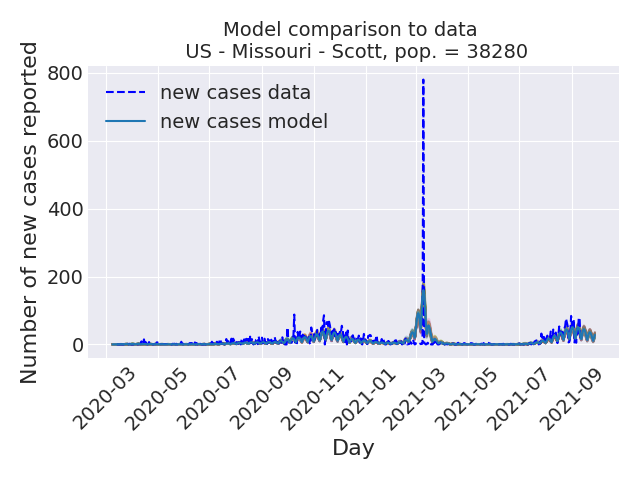 Model comparison to data
US - Missouri - Scott, pop. = 38280
Number of new cases reported
800
600
400
200
0
new cases data
new cases model
2020-03
2020-05
2020-07
2020-09
2020-11
2021-01
2021-03
2021-05
2021-07
2021-09
Day